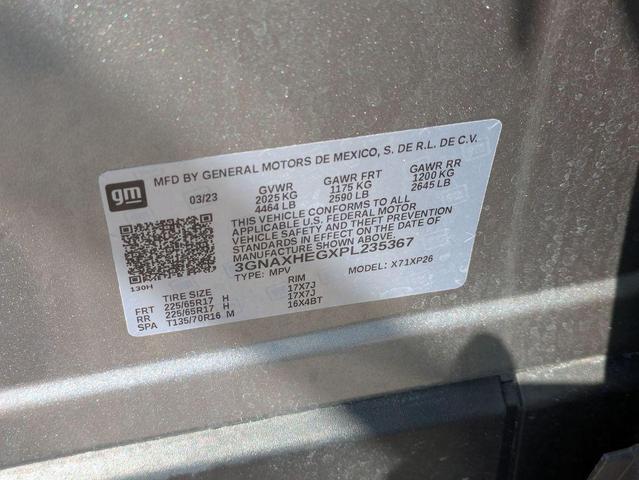 gm
MFD BY GENERAL MOTORS DE MEXICO, S. DE R.L. DE C.V.
03/23 GVWR GAWR FRT GAWR RR
2025 KG 1175 KG 1200 KG
4464 LB 2590 LB 2645 LB
THIS VEHICLE CONFORMS TO ALL
APPLICABLE U.S. FEDERAL MOTOR
VEHICLE SAFETY AND THEFT PREVENTION
STANDARDS IN EFFECT ON THE DATE OF
MANUFACTURE SHOWN ABOVE.
3GNAXHEGXPL235367
TYPE: MPV MODEL: X71XP26
130H
TIRE SIZE RIM
FRT 225/65R17 H 17X7J
RR 225/65R17 H 17X7J
SPA T135/70R16 M 16X4BT